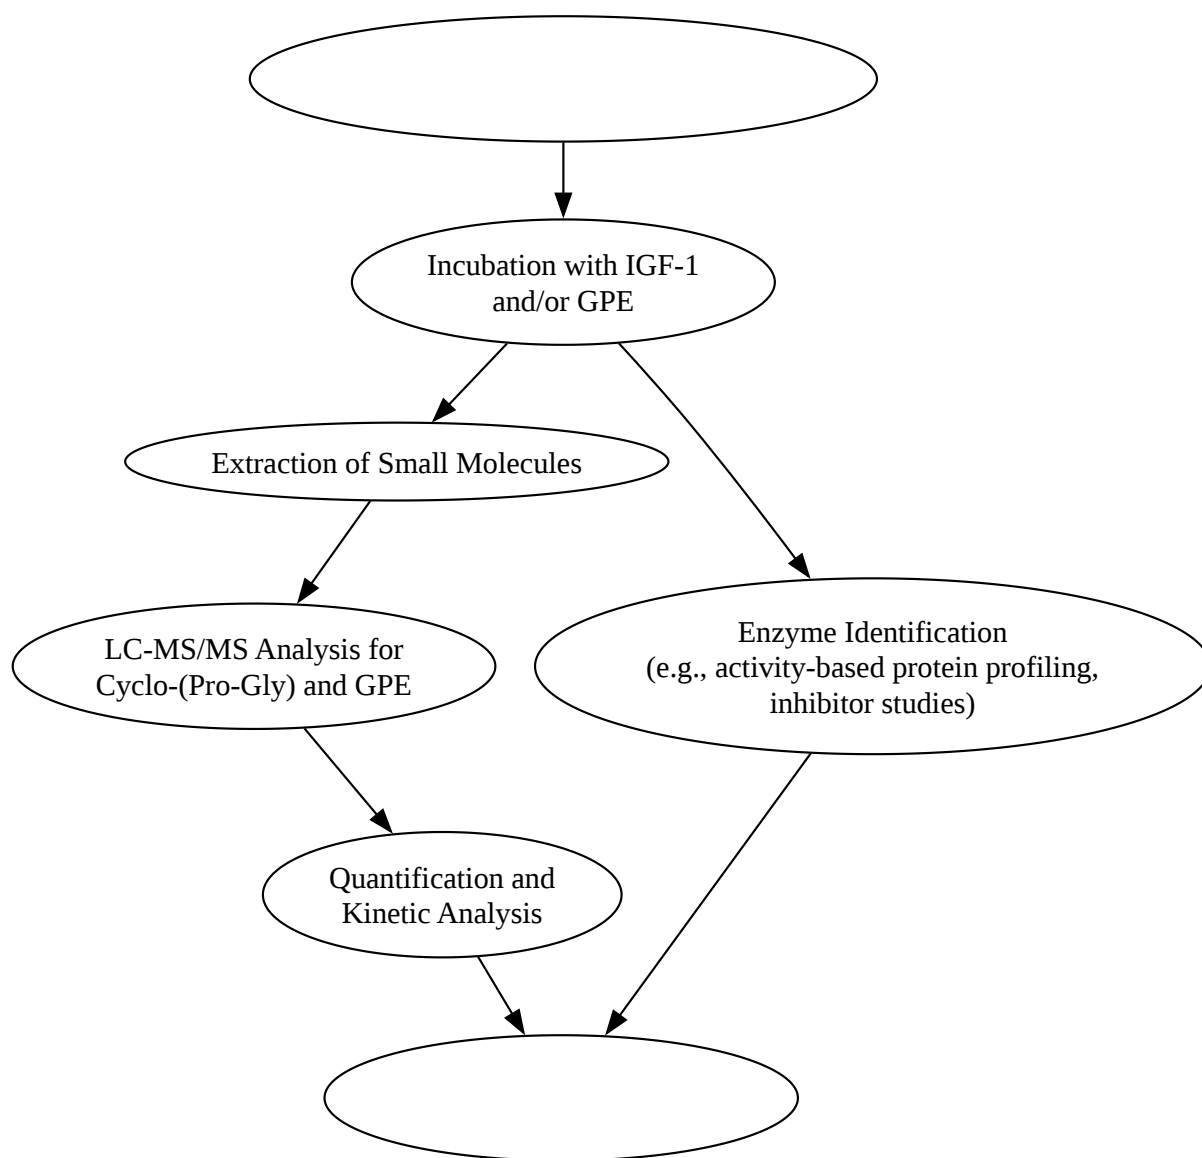 Incubation with IGF-1
and/or GPE
Extraction of Small Molecules
LC-MS/MS Analysis for
Cyclo-(Pro-Gly) and GPE
Enzyme Identification
(e.g., activity-based protein profiling,
inhibitor studies)
Quantification and
Kinetic Analysis